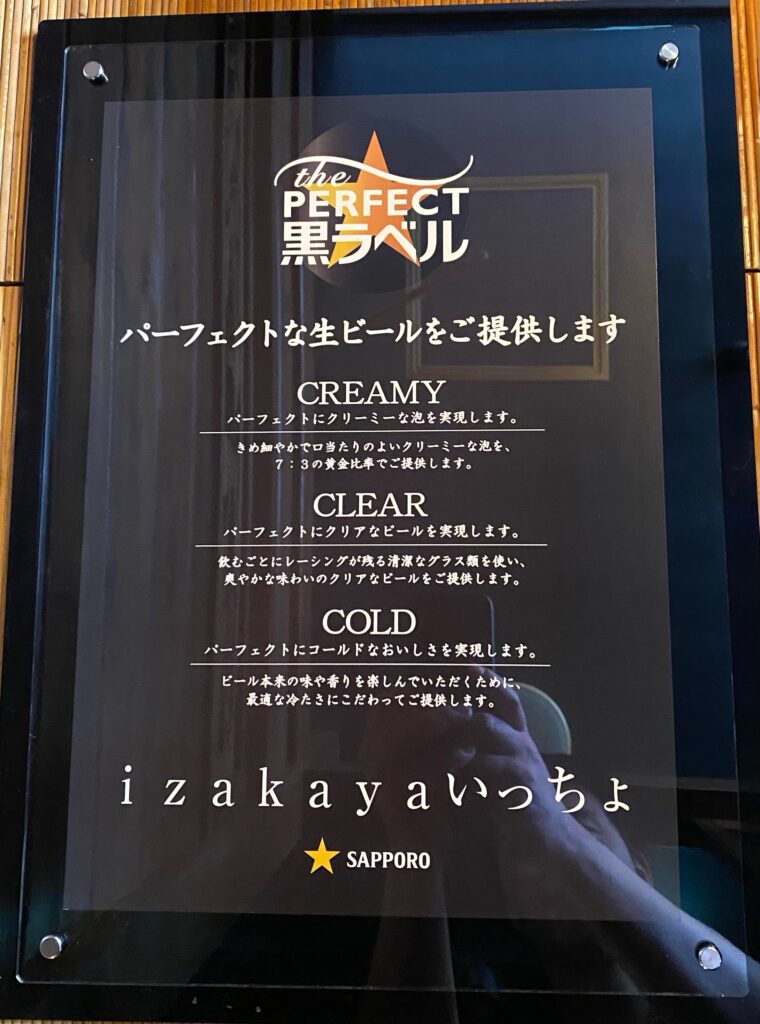 the
PERFECT
黒ラベル
パーフェクトな生ビールをご提供します
CREAMY
パーフェクトにクリーミーな泡を実現します。
きめ細やかで口当たりのよいクリーミーな泡を、
7：3の黄金比率でご提供します。
CLEAR
パーフェクトにクリアなビールを実現します。
飲むごとにレーシングが残る清潔なグラス類を使い、
爽やかな味わいのクリアなビールをご提供します。
COLD
パーフェクトにコールドなおいしさを実現します。
ビール本来の味や香りを楽しんでいただくために、
最適な冷たさにこだわってご提供します。
ｉｚａｋａｙａいっちょ
SAPPORO